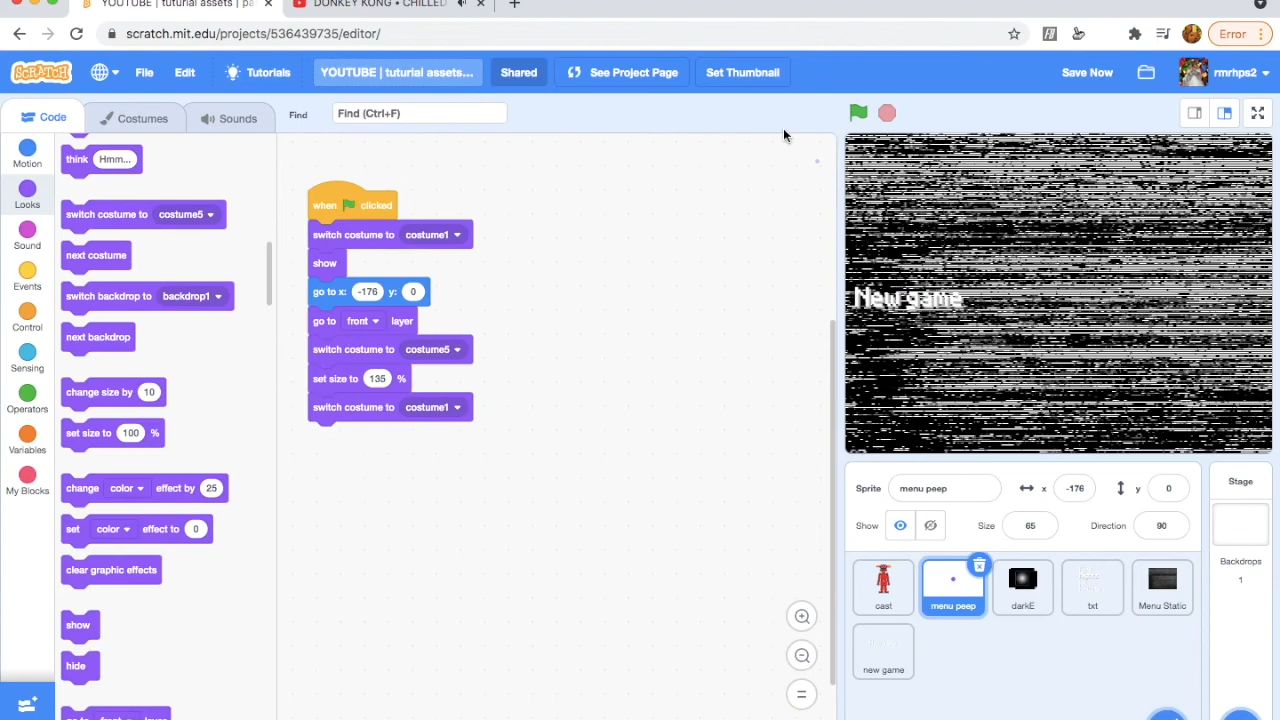 YOUTUBE | tuturial assets | pa
DONKEY KONG • CHILLED
scratch.mit.edu/projects/536439735/editor/
Error
SCRATCH
File
Edit
Tutorials
YOUTUBE | tuturial assets...
Shared
See Project Page
Set Thumbnail
Save Now
rmrhps2
Code
Costumes
Sounds
Find
Find (Ctrl+F)
Motion
Looks
Sound
Events
Control
Sensing
Operators
Variables
My Blocks
think Hmm...
switch costume to costume5
next costume
switch backdrop to backdrop1
next backdrop
change size by 10
set size to 100 %
change color effect by 25
set color effect to 0
clear graphic effects
show
hide
go to front layer
when clicked
switch costume to costume1
show
go to x: -176 y: 0
go to front layer
switch costume to costume5
set size to 135 %
switch costume to costume1
New game
Sprite menu peep x -176 y 0
Show Size 65 Direction 90
cast
menu peep
darkE
txt
Menu Static
new game
Stage
Backdrops
1